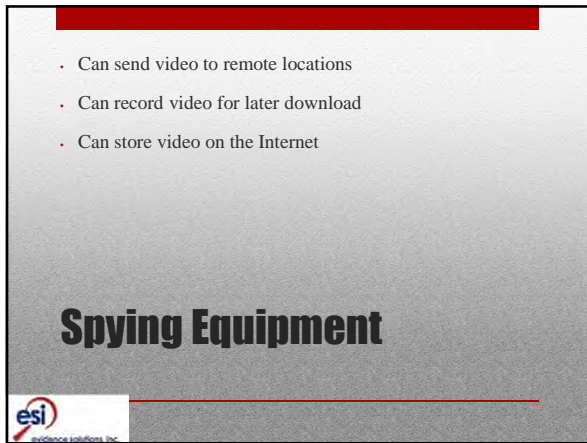 • Can send video to remote locations
• Can record video for later download
• Can store video on the Internet
Spying Equipment
esi
evidence solutions, inc.